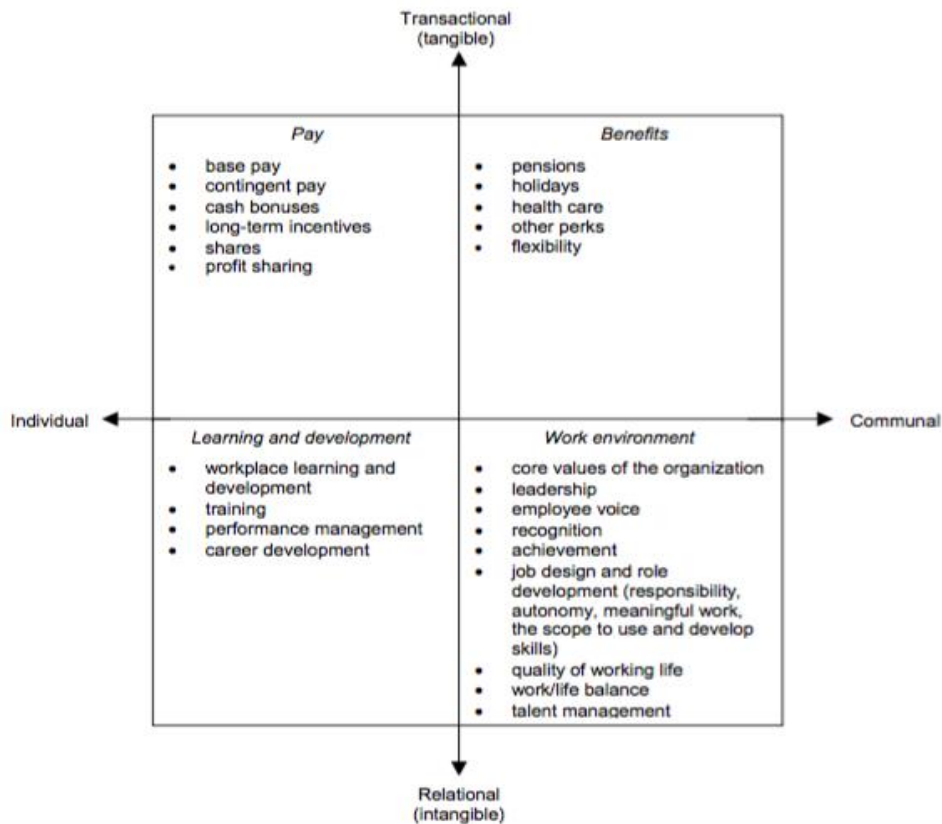 Transactional
(tangible)
Pay
• base pay
• contingent pay
• cash bonuses
• long-term incentives
• shares
• profit sharing
Benefits
• pensions
• holidays
• health care
• other perks
• flexibility
Individual
Communal
Learning and development
• workplace learning and
development
• training
• performance management
• career development
Work environment
• core values of the organization
• leadership
• employee voice
• recognition
• achievement
• job design and role
development (responsibility,
autonomy, meaningful work,
the scope to use and develop
skills)
• quality of working life
• work/life balance
• talent management
Relational
(intangible)